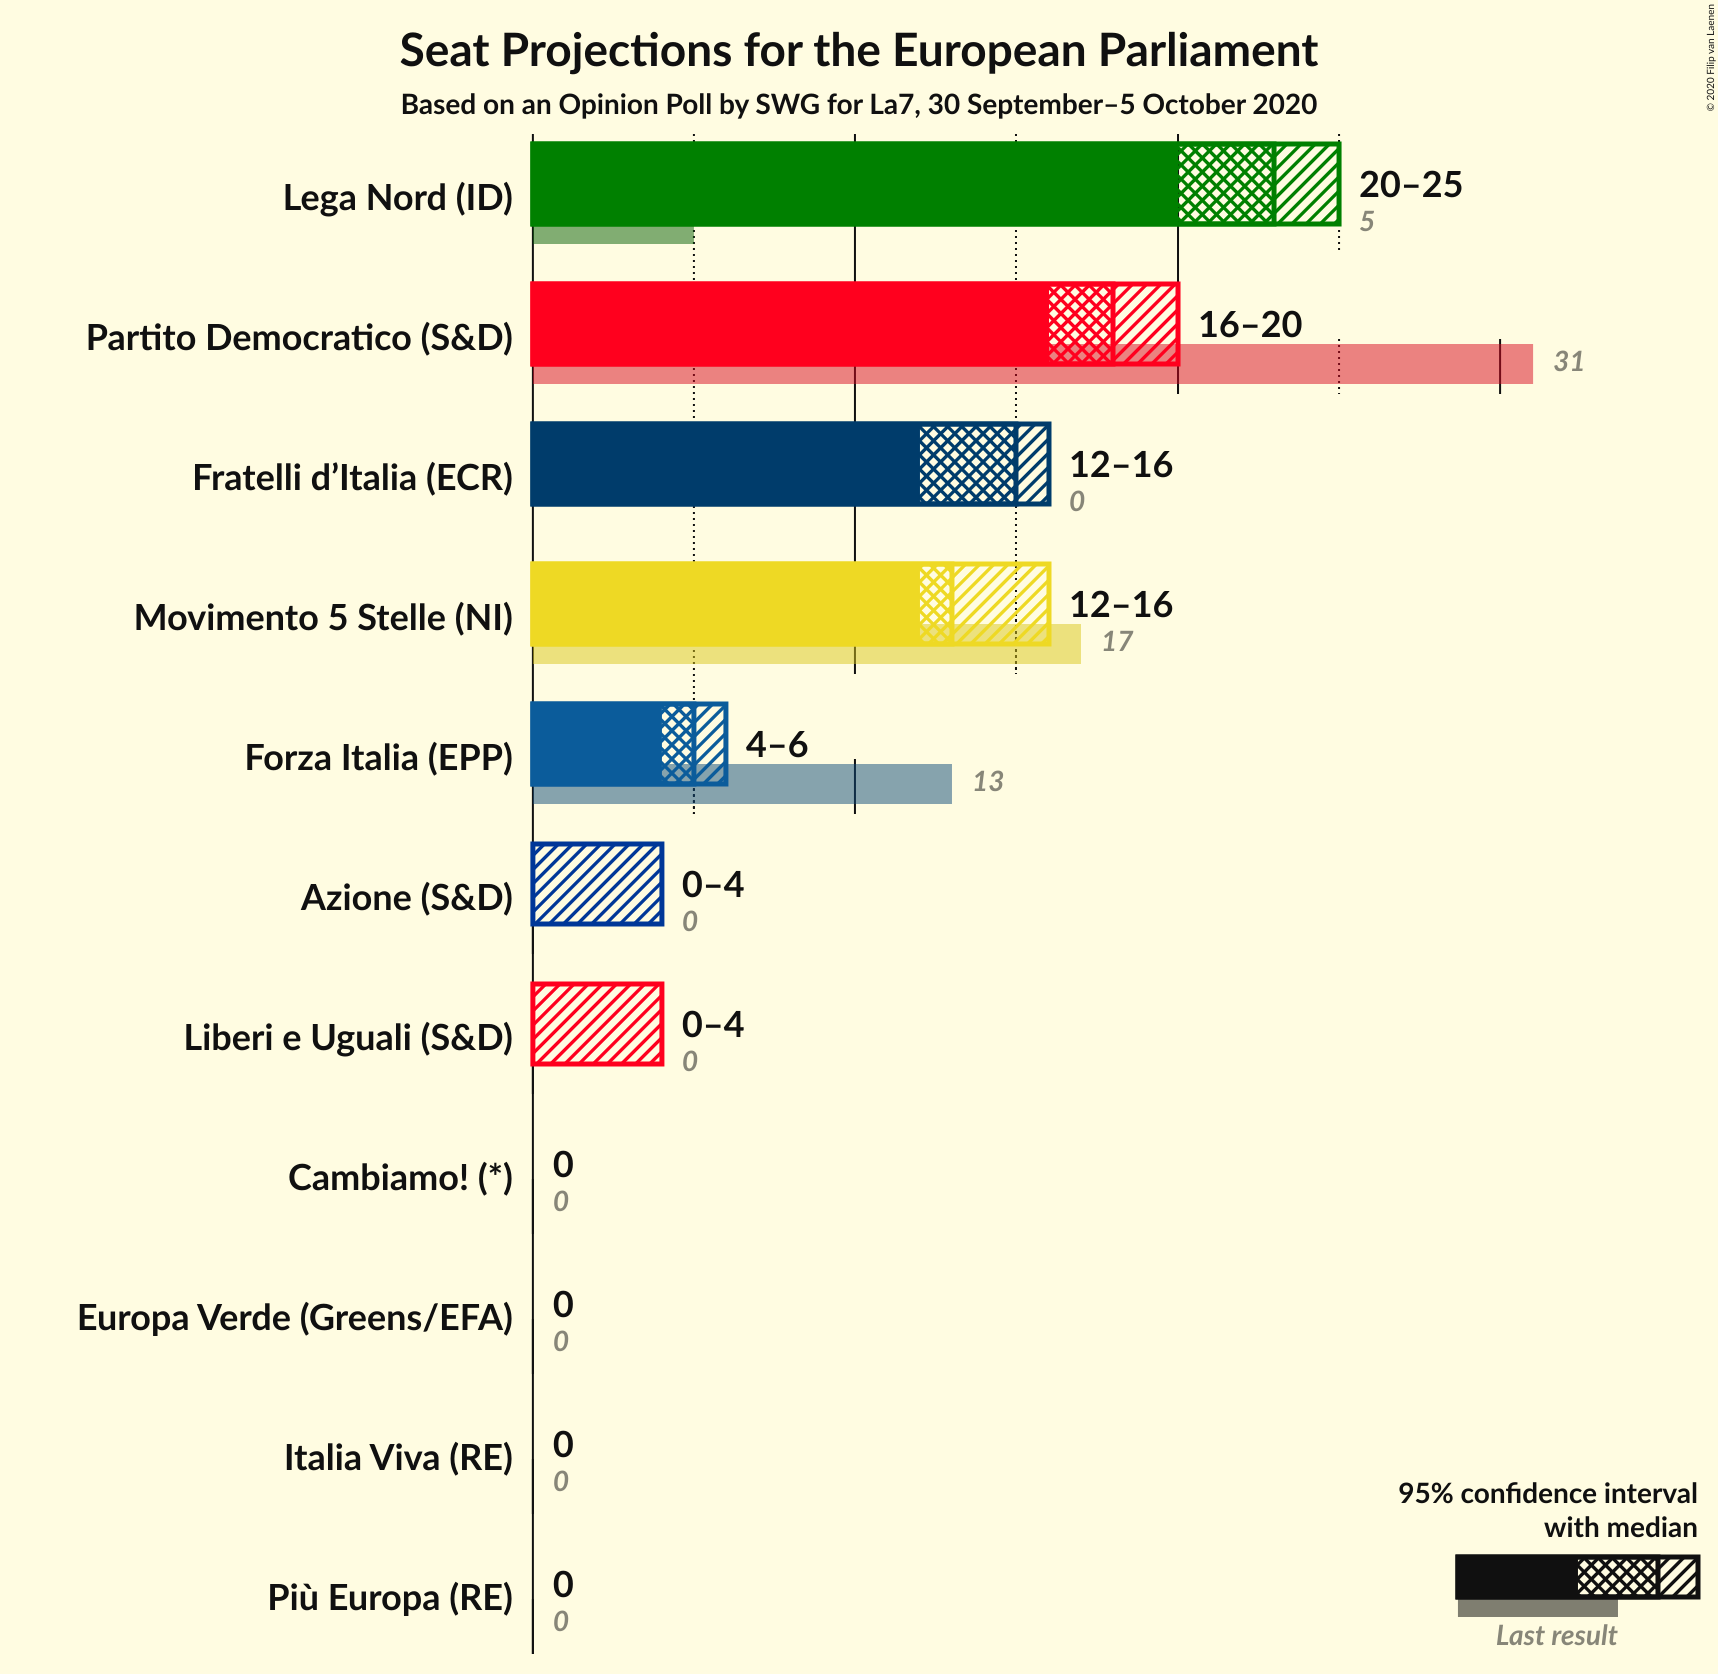 Seat Projections for the European Parliament
Based on an Opinion Poll by SWG for La7, 30 September–5 October 2020
© 2020 Filip van Laenen
Lega Nord (ID)
20–25
5
Partito Democratico (S&D)
16–20
31
Fratelli d’Italia (ECR)
12–16
0
Movimento 5 Stelle (NI)
12–16
17
Forza Italia (EPP)
4–6
13
Azione (S&D)
0–4
0
Liberi e Uguali (S&D)
0–4
0
Cambiamo! (*)
0
0
Europa Verde (Greens/EFA)
0
0
Italia Viva (RE)
0
0
Più Europa (RE)
0
0
95% confidence interval
with median
Last result